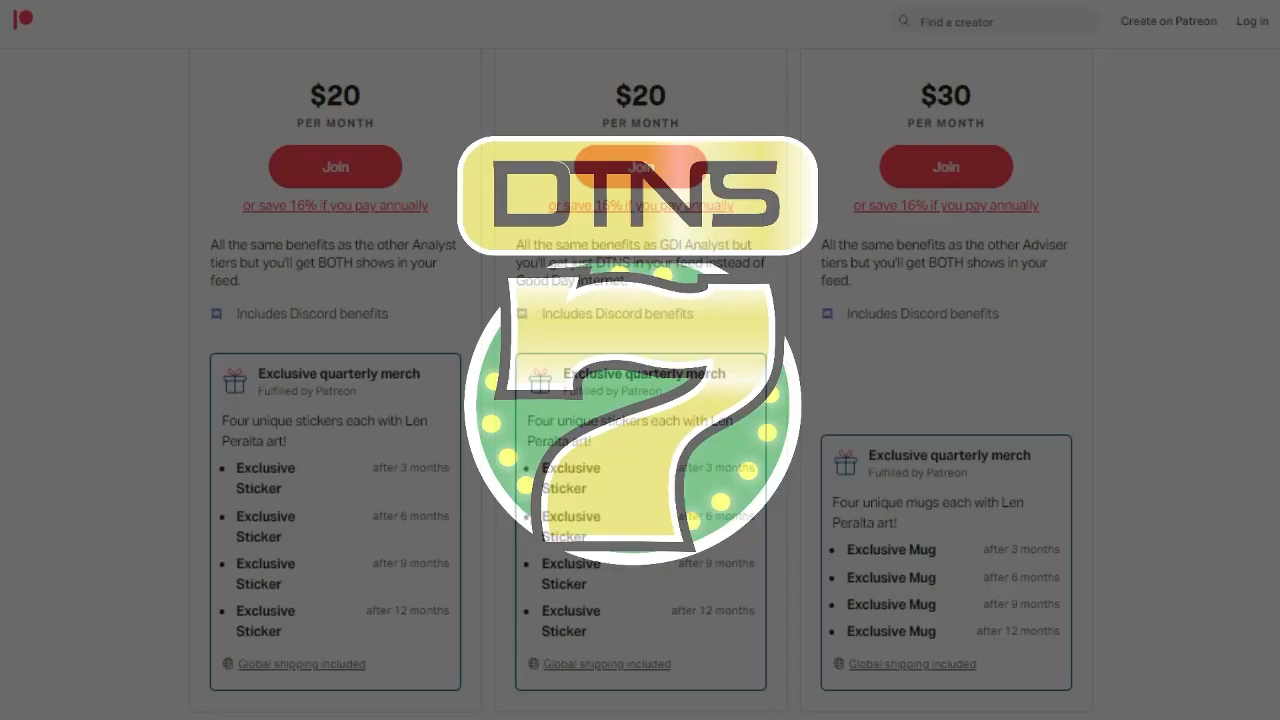 Find a creator
Create on Patreon
Log in
$20
PER MONTH
Join
or save 16% if you pay annually
All the same benefits as the other Analyst
tiers but you'll get BOTH shows in your
feed.
Includes Discord benefits
Exclusive quarterly merch
Fulfilled by Patreon
Four unique stickers each with Len
Peralta art!
Exclusive
Sticker
after 3 months
Exclusive
Sticker
after 6 months
Exclusive
Sticker
after 9 months
Exclusive
Sticker
after 12 months
Global shipping included
$20
PER MONTH
Join
or save 16% if you pay annually
All the same benefits as GDI Analyst but
you'll get just DTNS in your feed instead of
Good Day Internet.
Includes Discord benefits
Exclusive quarterly merch
Fulfilled by Patreon
Four unique stickers each with Len
Peralta art!
Exclusive
Sticker
after 3 months
Exclusive
Sticker
after 6 months
Exclusive
Sticker
after 9 months
Exclusive
Sticker
after 12 months
Global shipping included
DTNS
7
$30
PER MONTH
Join
or save 16% if you pay annually
All the same benefits as the other Adviser
tiers but you'll get BOTH shows in your
feed.
Includes Discord benefits
Exclusive quarterly merch
Fulfilled by Patreon
Four unique mugs each with Len
Peralta art!
Exclusive Mug after 3 months
Exclusive Mug after 6 months
Exclusive Mug after 9 months
Exclusive Mug after 12 months
Global shipping included